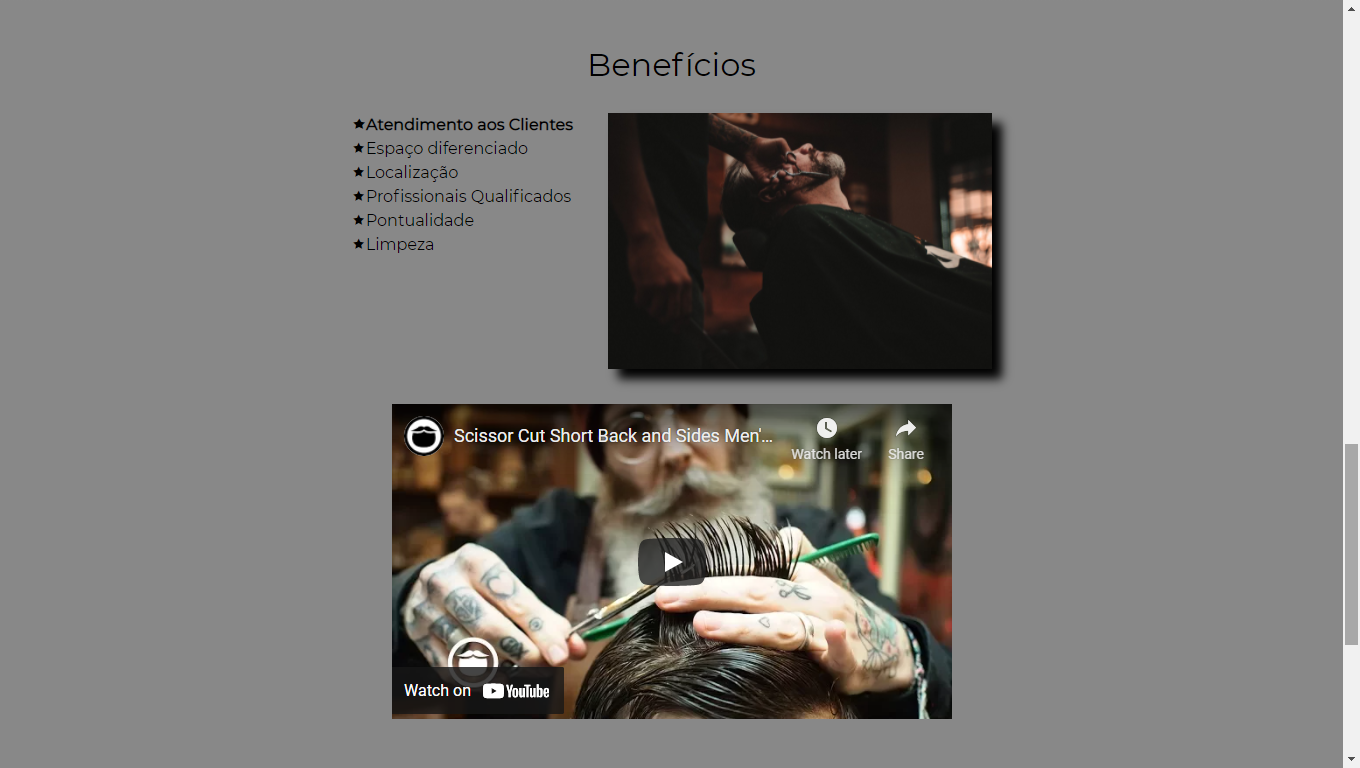 Benefícios
★Atendimento aos Clientes
★Espaço diferenciado
★Localização
★Profissionais Qualificados
★Pontualidade
★Limpeza
Scissor Cut Short Back and Sides Men'...
Watch later
Share
Watch on YouTube